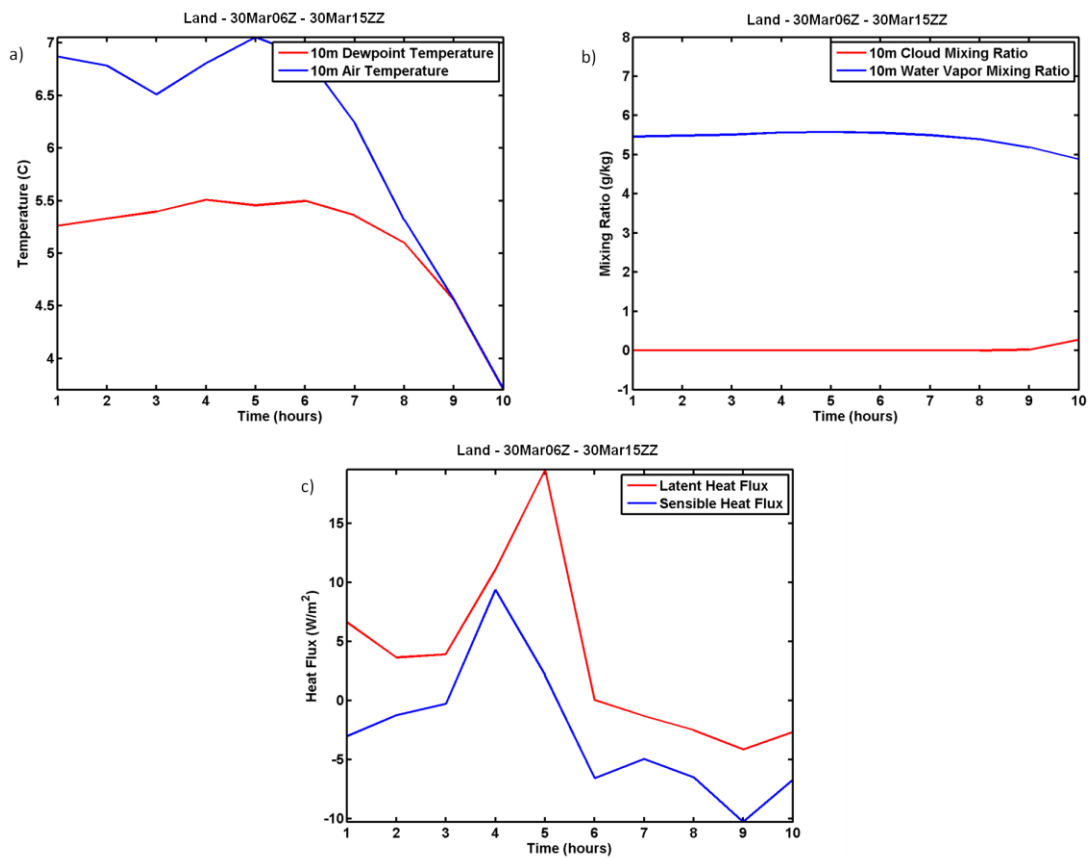 Land - 30Mar06Z - 30Mar15ZZ
a)
10m Dewpoint Temperature
10m Air Temperature
7
6.5
6
5.5
5
4.5
4
Temperature (C)
1 2 3 4 5 6 7 8 9 10
Time (hours)
Land - 30Mar06Z - 30Mar15ZZ
b)
10m Cloud Mixing Ratio
10m Water Vapor Mixing Ratio
8
7
6
5
4
3
2
1
0
-1
Mixing Ratio (g/kg)
1 2 3 4 5 6 7 8 9 10
Time (hours)
Land - 30Mar06Z - 30Mar15ZZ
c)
Latent Heat Flux
Sensible Heat Flux
15
10
5
0
-5
-10
Heat Flux (W/m²)
1 2 3 4 5 6 7 8 9 10
Time (hours)